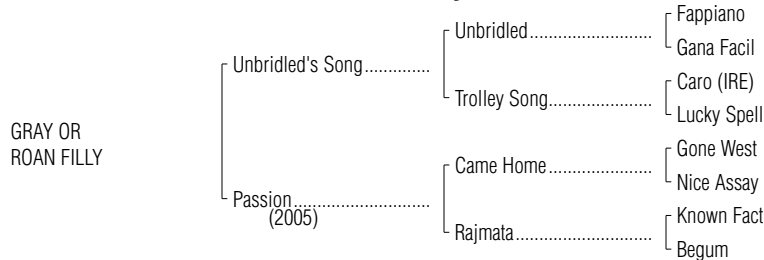 Fappiano
Unbridled..............................
Gana Facil
Unbridled's Song..............
Caro (IRE)
Trolley Song.........................
Lucky Spell
GRAY OR
ROAN FILLY
Gone West
Came Home.........................
Nice Assay
Passion.................................
(2005)
Known Fact
Rajmata.................................
Begum